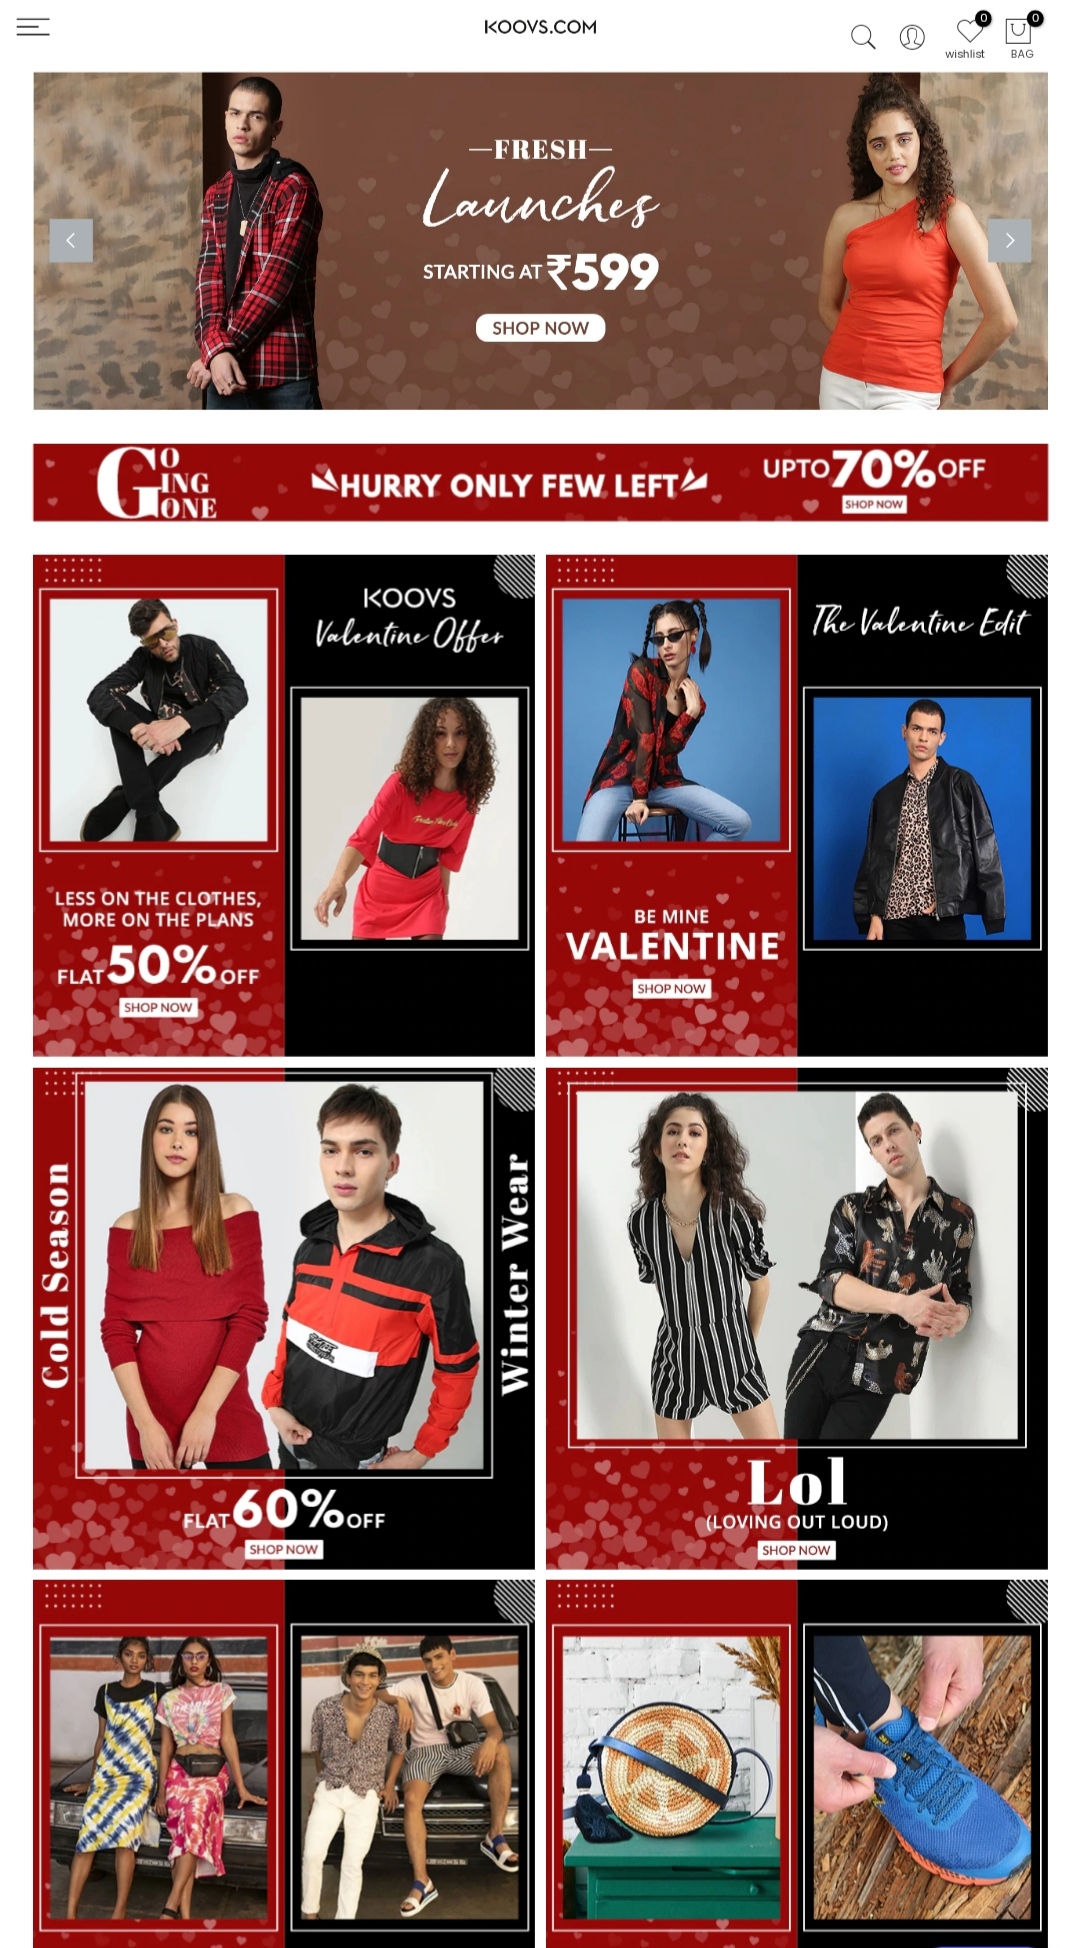 KOOVS.COM
0
0
wishlist
BAG
FRESH
Launches
STARTING AT ₹599
SHOP NOW
GOING GONE
HURRY ONLY FEW LEFT
UPTO 70% OFF
SHOP NOW
KOOVS
Valentine Offer
LESS ON THE CLOTHES,
MORE ON THE PLANS
FLAT 50% OFF
SHOP NOW
The Valentine Edit
BE MINE
VALENTINE
SHOP NOW
Cold Season
Winter Wear
FLAT 60% OFF
SHOP NOW
Lol
(LOVING OUT LOUD)
SHOP NOW